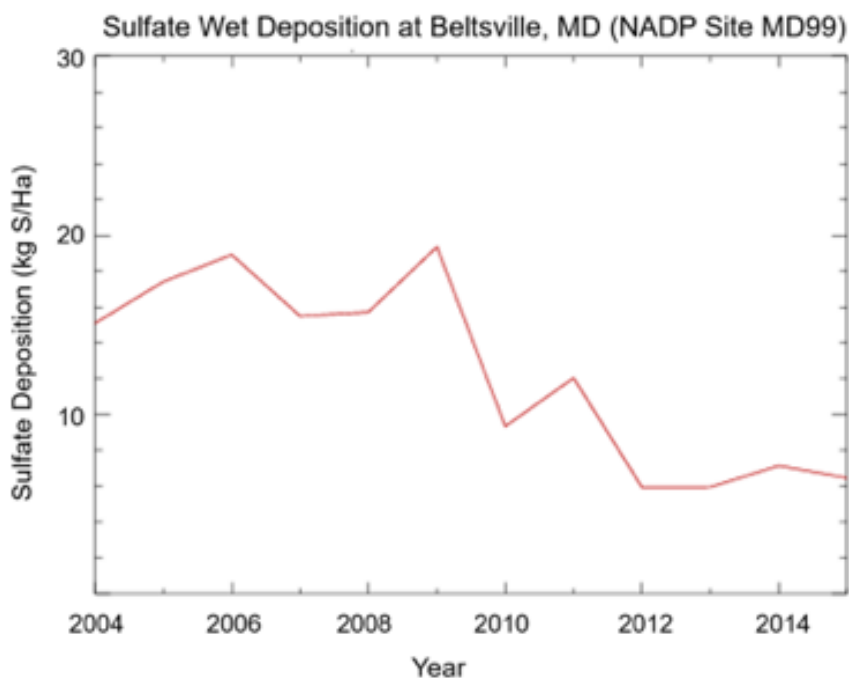 Sulfate Wet Deposition at Beltsville, MD (NADP Site MD99)
30
20
10
Sulfate Deposition (kg S/Ha)
2004 2006 2008 2010 2012 2014
Year